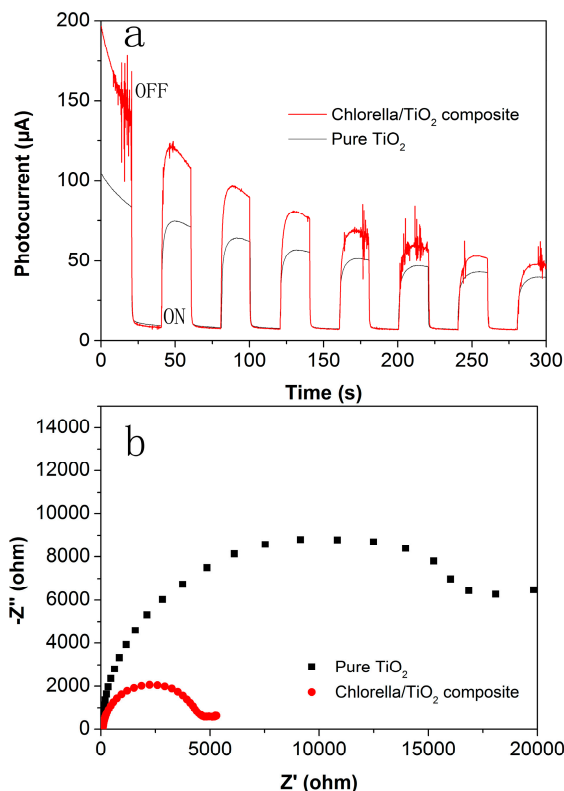 a
200
150
100
50
0
OFF
ON
Chlorella/TiO₂ composite
Pure TiO₂
Photocurrent (μA)
0 50 100 150 200 250 300
Time (s)
b
14000
12000
10000
8000
6000
4000
2000
0
-Z'' (ohm)
Pure TiO₂
Chlorella/TiO₂ composite
0 5000 10000 15000 20000
Z' (ohm)